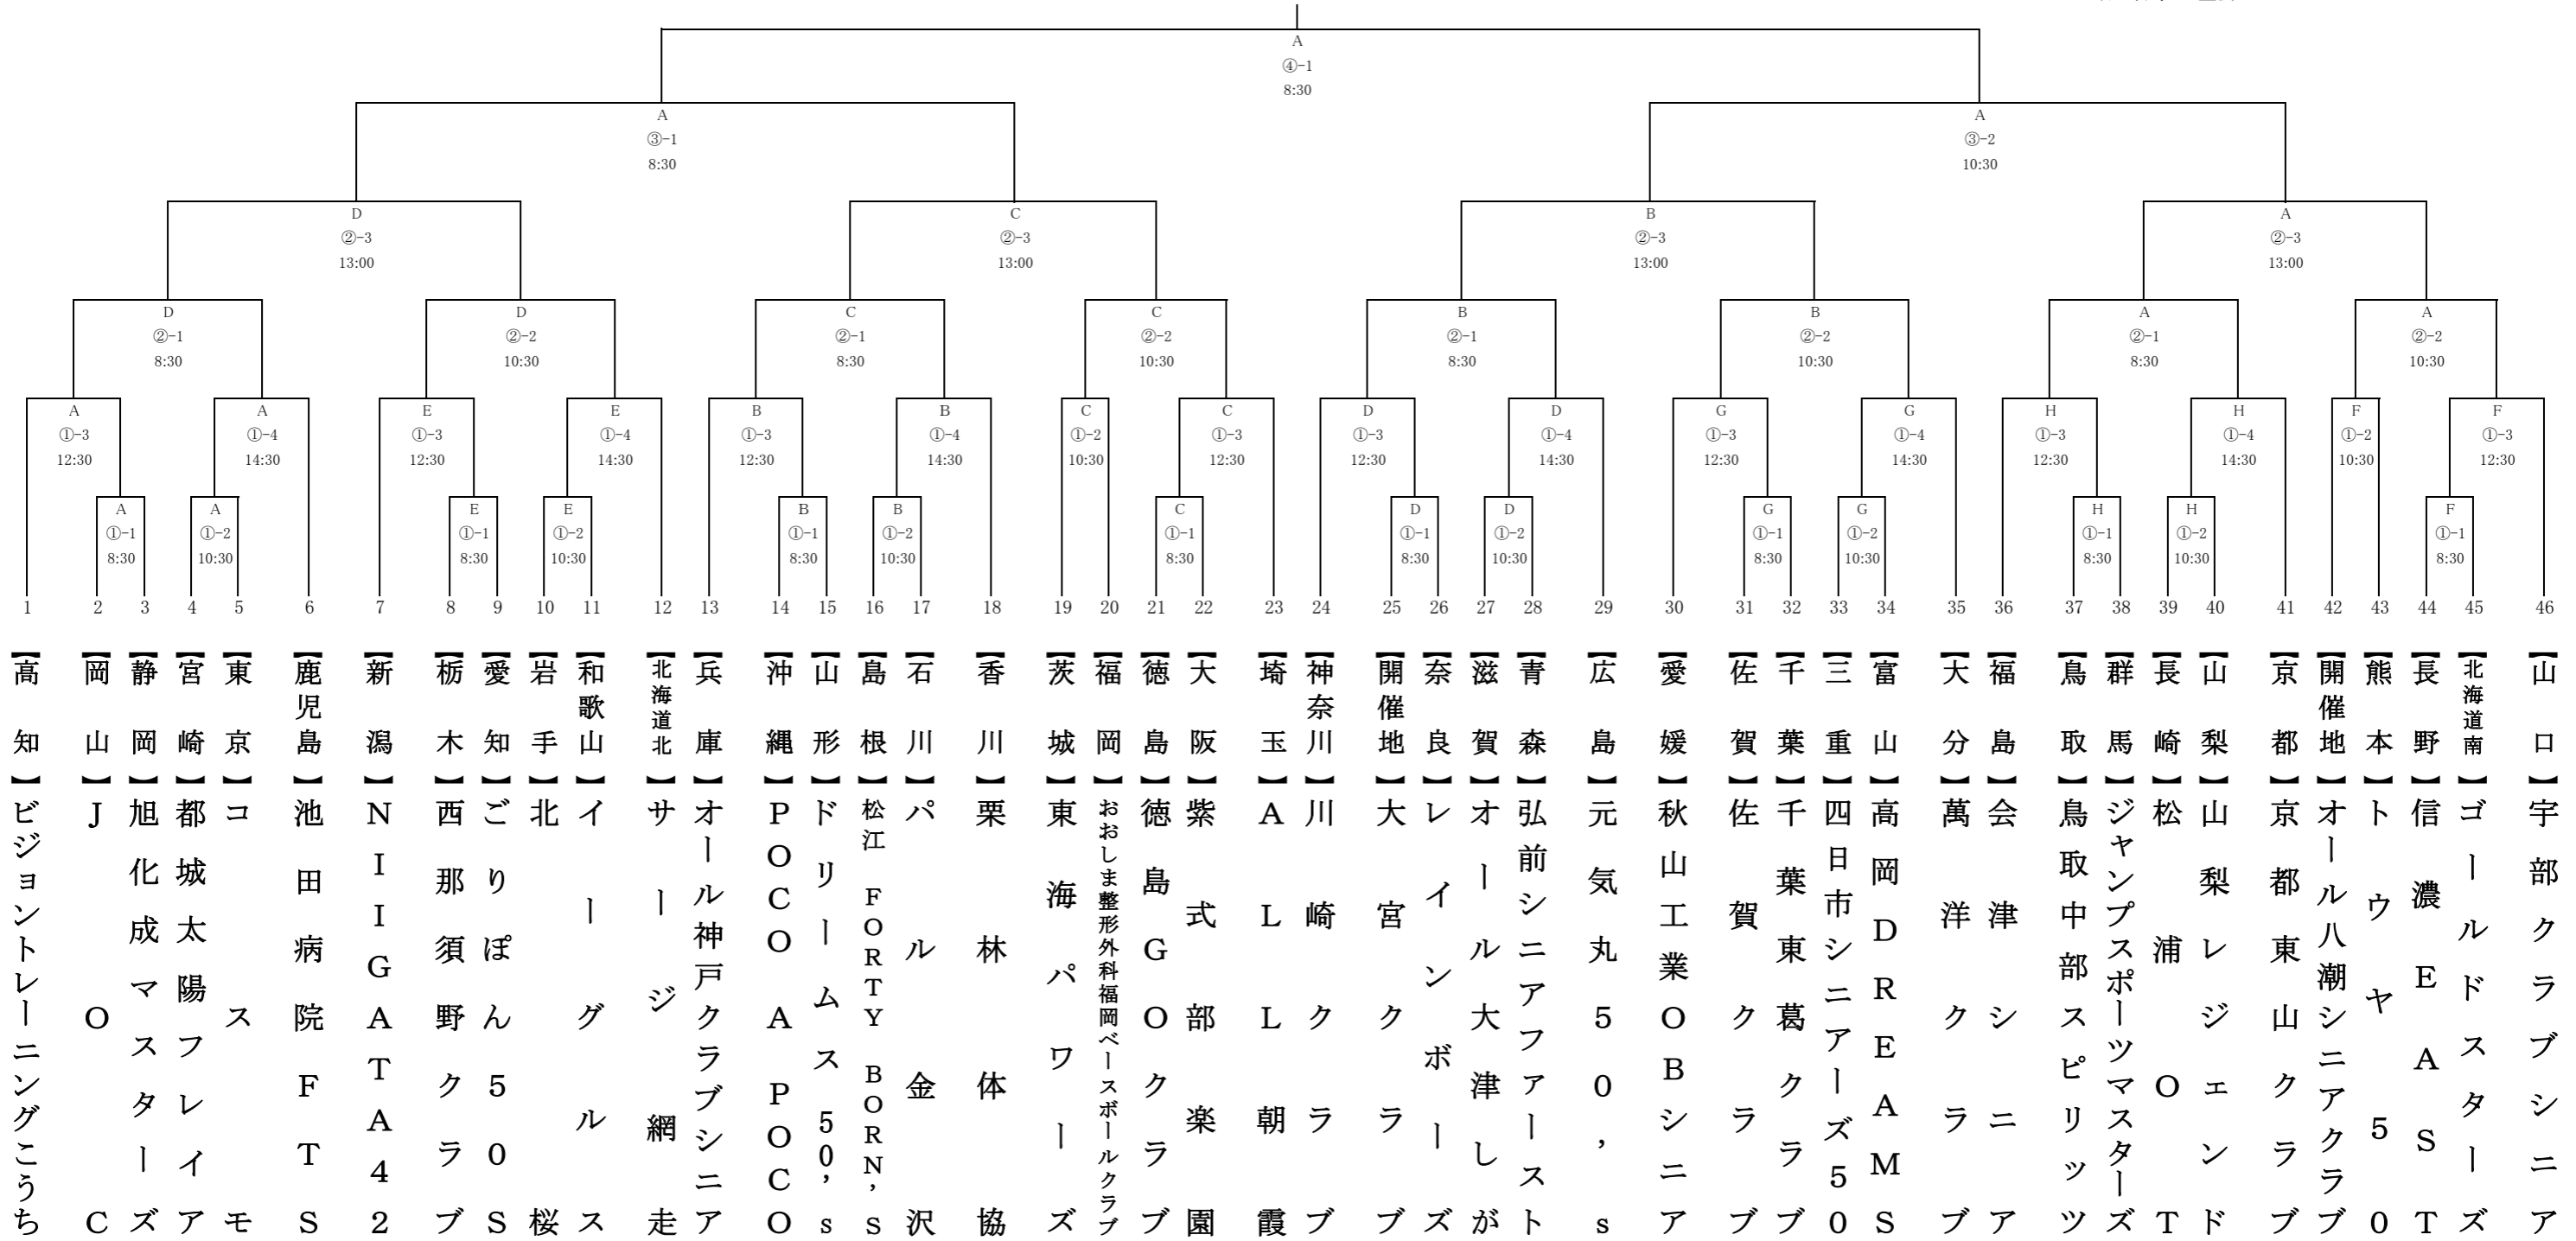 A
④-1
8:30
A
③-1
8:30
A
③-2
10:30
D
②-3
13:00
C
②-3
13:00
B
②-3
13:00
A
②-3
13:00
D
②-1
8:30
D
②-2
10:30
C
②-1
8:30
C
②-2
10:30
B
②-1
8:30
B
②-2
10:30
A
②-1
8:30
A
②-2
10:30
A
①-3
12:30
A
①-4
14:30
E
①-3
12:30
E
①-4
14:30
B
①-3
12:30
B
①-4
14:30
C
①-2
10:30
C
①-3
12:30
D
①-3
12:30
D
①-4
14:30
G
①-3
12:30
G
①-4
14:30
H
①-3
12:30
H
①-4
14:30
F
①-2
10:30
F
①-3
12:30
A
①-1
8:30
A
①-2
10:30
E
①-1
8:30
E
①-2
10:30
B
①-1
8:30
B
①-2
10:30
C
①-1
8:30
D
①-1
8:30
D
①-2
10:30
G
①-1
8:30
G
①-2
10:30
H
①-1
8:30
H
①-2
10:30
F
①-1
8:30
1
【高知】ビジョントレーニングこうち
2
【岡山】JOC
3
【静岡】旭化成マスターズ
4
【宮崎】都城太陽フレイア
5
【東京】コスモ
6
【鹿児島】池田病院FTS
7
【新潟】NIIGATA42
8
【栃木】西那須野クラブ
9
【愛知】ごりぽん50S
10
【岩手】北桜
11
【和歌山】イーグルス
12
【北海道北】サージ網走
13
【兵庫】オール神戸クラブシニア
14
【沖縄】POCO A POCO
15
【山形】ドリームス50’s
16
【島根】松江 FORTY BORN’S
17
【石川】パル金沢
18
【香川】栗林体協
19
【茨城】東海パワーズ
20
【福岡】おおしま整形外科福岡ベースボールクラブ
21
【徳島】徳島GOクラブ
22
【大阪】紫式部楽園
23
【埼玉】ALL朝霞
24
【神奈川】川崎クラブ
25
【開催地】大宮クラブ
26
【奈良】レインボーズ
27
【滋賀】オール大津しが
28
【青森】弘前シニアファースト
29
【広島】元気丸50’s
30
【愛媛】秋山工業OBシニア
31
【佐賀】佐賀クラブ
32
【千葉】千葉東葛クラブ
33
【三重】四日市シニアーズ50
34
【富山】高岡DREAMS
35
【大分】萬洋クラブ
36
【福島】会津シニア
37
【鳥取】鳥取中部スピリッツ
38
【群馬】ジャンプスポーツマスターズ
39
【長崎】松浦OT
40
【山梨】山梨レジェンド
41
【京都】京都東山クラブ
42
【開催地】オール八潮シニアクラブ
43
【熊本】トウヤ50
44
【長野】信濃EAST
45
【北海道南】ゴールドスターズ
46
【山口】宇部クラブシニア